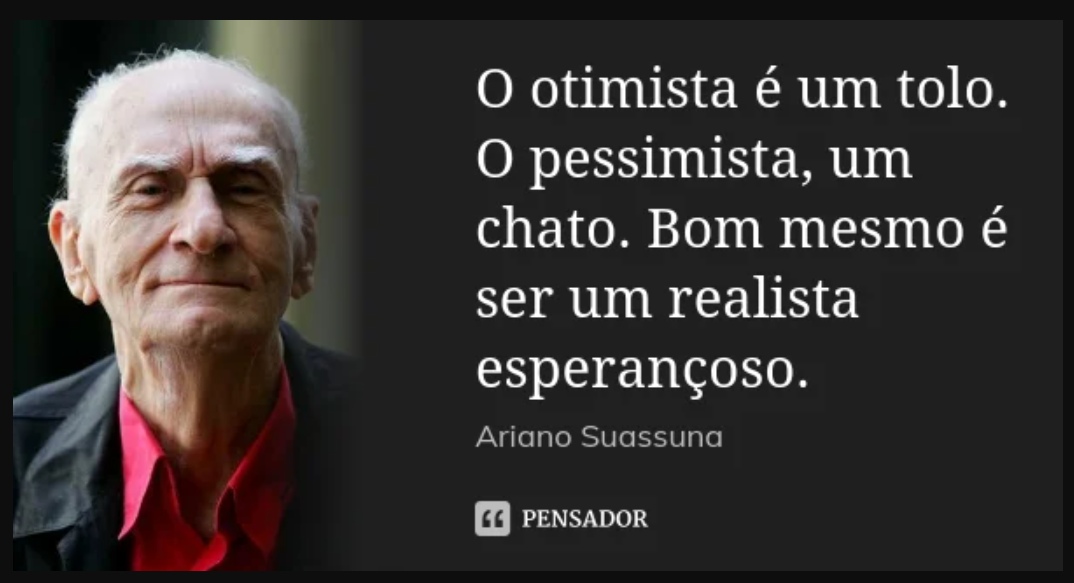 O otimista é um tolo.
O pessimista, um
chato. Bom mesmo é
ser um realista
esperançoso.
Ariano Suassuna
PENSADOR